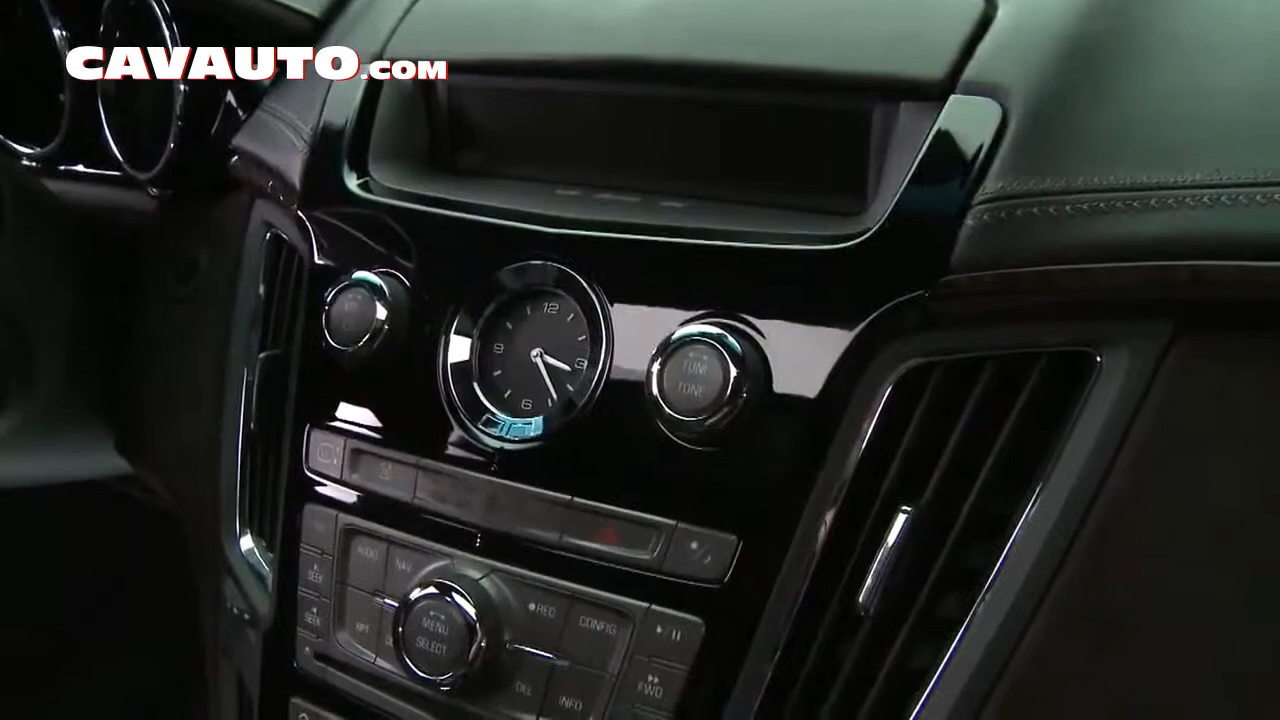 CAVAUTO.COM
12
9
3
6
TUNE
TONE
AUDIO
NAV
SEEK
SEEK
RPT
MENU
SELECT
REC
CONFIG
DEL
INFO
FWD